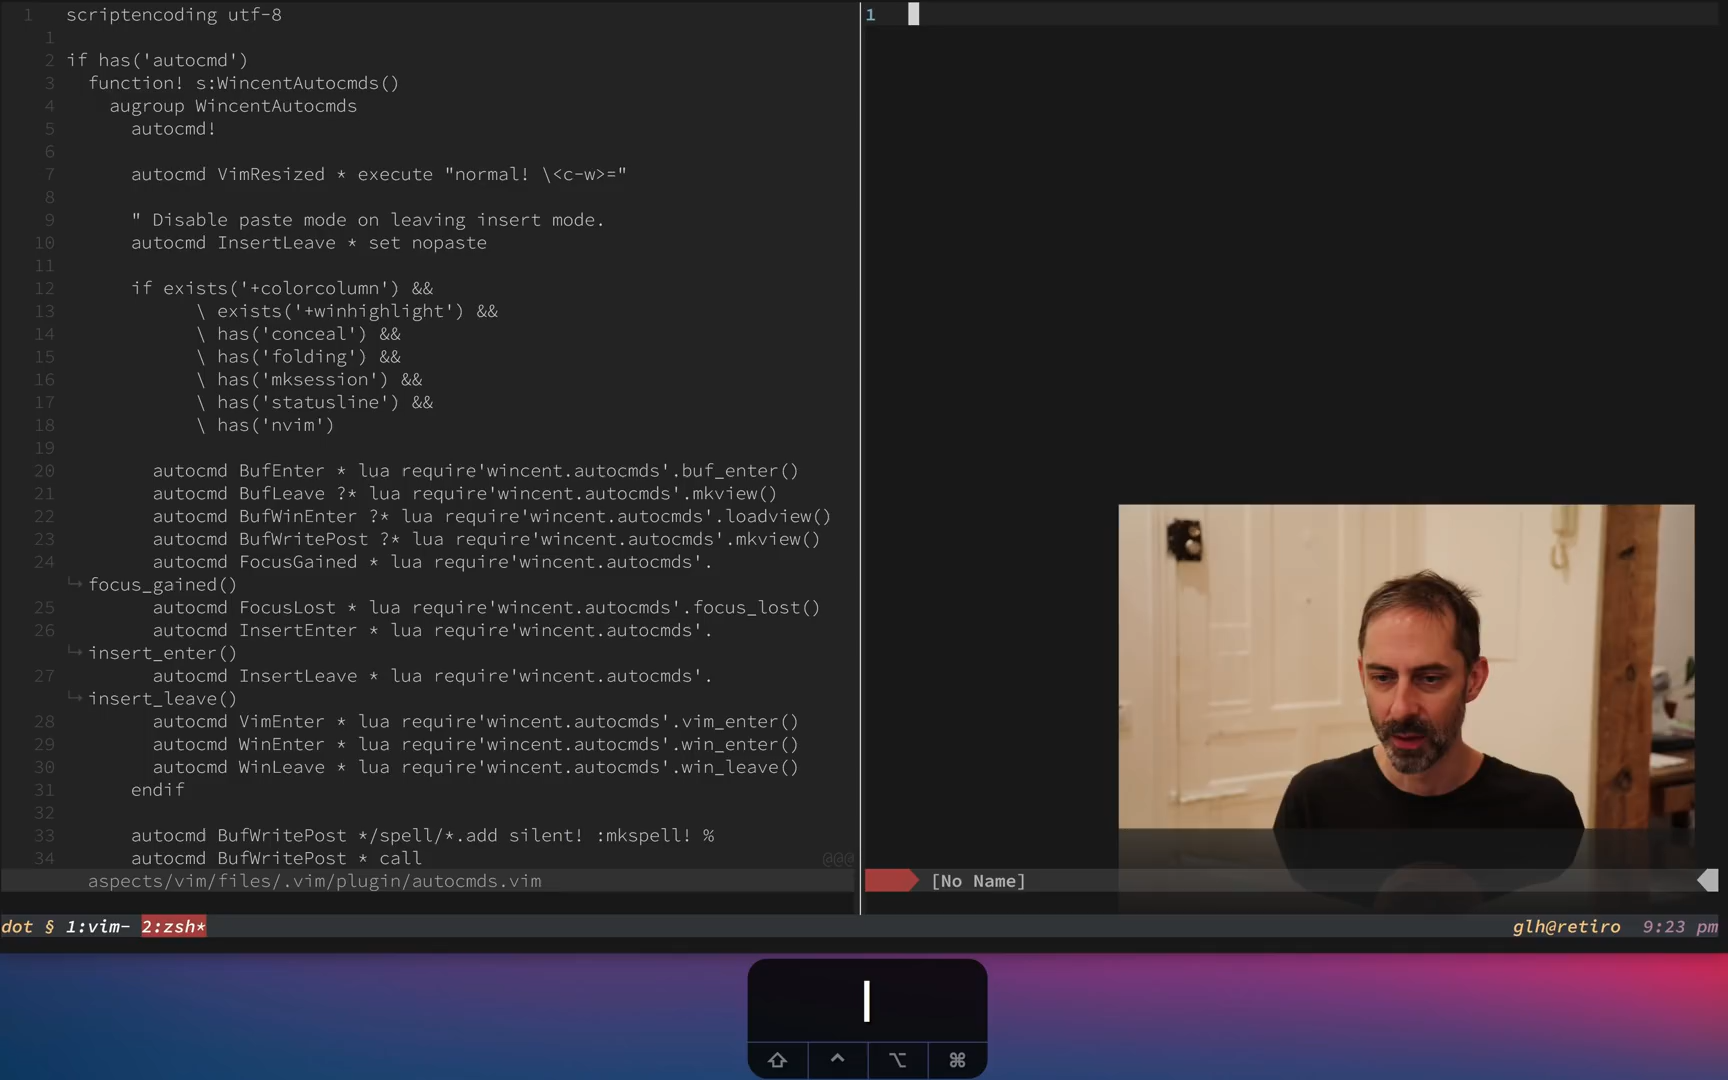 1 scriptencoding utf-8
1
2 if has('autocmd')
3 function! s:WincentAutocmds()
4 augroup WincentAutocmds
5 autocmd!
6
7 autocmd VimResized * execute "normal! \<c-w>="
8
9 " Disable paste mode on leaving insert mode.
10 autocmd InsertLeave * set nopaste
11
12 if exists('+colorcolumn') &&
13 \ exists('+winhighlight') &&
14 \ has('conceal') &&
15 \ has('folding') &&
16 \ has('mksession') &&
17 \ has('statusline') &&
18 \ has('nvim')
19
20 autocmd BufEnter * lua require'wincent.autocmds'.buf_enter()
21 autocmd BufLeave ?* lua require'wincent.autocmds'.mkview()
22 autocmd BufWinEnter ?* lua require'wincent.autocmds'.loadview()
23 autocmd BufWritePost ?* lua require'wincent.autocmds'.mkview()
24 autocmd FocusGained * lua require'wincent.autocmds'.
↳ focus_gained()
25 autocmd FocusLost * lua require'wincent.autocmds'.focus_lost()
26 autocmd InsertEnter * lua require'wincent.autocmds'.
↳ insert_enter()
27 autocmd InsertLeave * lua require'wincent.autocmds'.
↳ insert_leave()
28 autocmd VimEnter * lua require'wincent.autocmds'.vim_enter()
29 autocmd WinEnter * lua require'wincent.autocmds'.win_enter()
30 autocmd WinLeave * lua require'wincent.autocmds'.win_leave()
31 endif
32
33 autocmd BufWritePost */spell/*.add silent! :mkspell! %
34 autocmd BufWritePost * call @@@
aspects/vim/files/.vim/plugin/autocmds.vim
1
[No Name]
dot § 1:vim- 2:zsh* glh@retiro 9:23 pm
⇧ ⌃ ⌥ ⌘